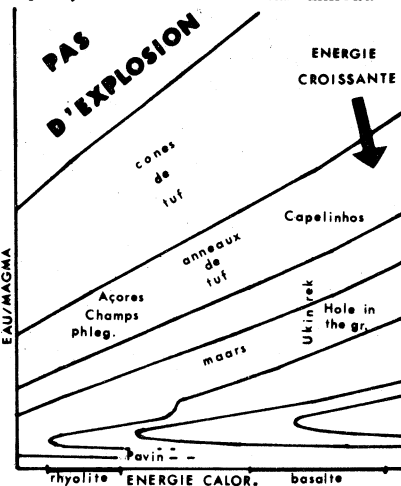 PAS
D'EXPLOSION
ENERGIE
CROISSANTE
cones
de
tuf
Capelinhos
anneaux
de
tuf
Açores
Champs
phleg.
Ukinrek
Hole in
the gr.
maars
EAU/MAGMA
Pavin
rhyolite ENERGIE CALOR. basalte